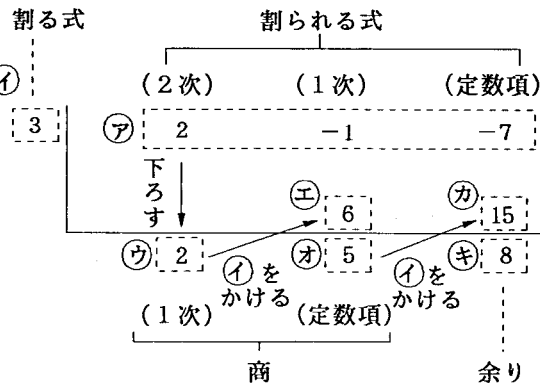 割る式 割られる式
(2次) (1次) (定数項)
㋑ 3 ㋐ 2 −1 −7
下ろす ㋓ 6 ㋕ 15
㋒ 2 ㋑を ㋔ 5 ㋑を ㋖ 8
かける かける
(1次) (定数項)
商 余り